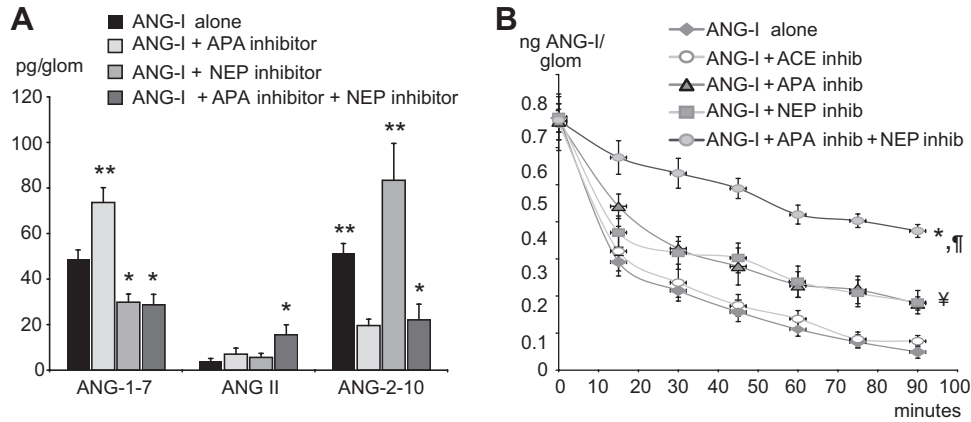 A
ANG-I alone
ANG-I + APA inhibitor
ANG-I + NEP inhibitor
ANG-I + APA inhibitor + NEP inhibitor
pg/glom
120
100
80
60
40
20
0
**
*
*
*
**
**
*
ANG-1-7
ANG II
ANG-2-10
B
ng ANG-I/
glom
ANG-I alone
ANG-I + ACE inhib
ANG-I + APA inhib
ANG-I + NEP inhib
ANG-I + APA inhib + NEP inhib
0.8
0.7
0.6
0.5
0.4
0.3
0.2
0.1
0
*,¶
¥
0 10 20 30 40 50 60 70 80 90 100
minutes